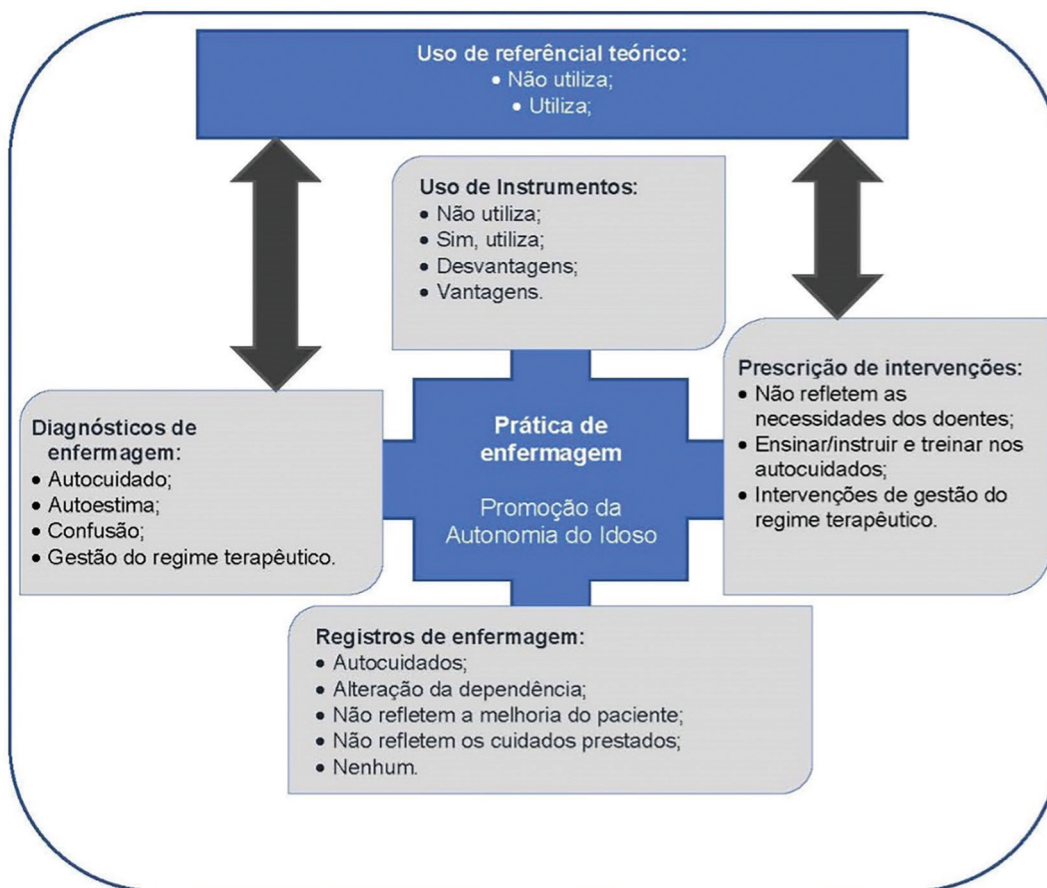 Uso de referêncial teórico:
• Não utiliza;
• Utiliza;
Uso de Instrumentos:
• Não utiliza;
• Sim, utiliza;
• Desvantagens;
• Vantagens.
Diagnósticos de
enfermagem:
• Autocuidado;
• Autoestima;
• Confusão;
• Gestão do regime terapêutico.
Prática de
enfermagem
Promoção da
Autonomia do Idoso
Prescrição de intervenções:
• Não refletem as
necessidades dos doentes;
• Ensinar/instruir e treinar nos
autocuidados;
• Intervenções de gestão do
regime terapêutico.
Registros de enfermagem:
• Autocuidados;
• Alteração da dependência;
• Não refletem a melhoria do paciente;
• Não refletem os cuidados prestados;
• Nenhum.